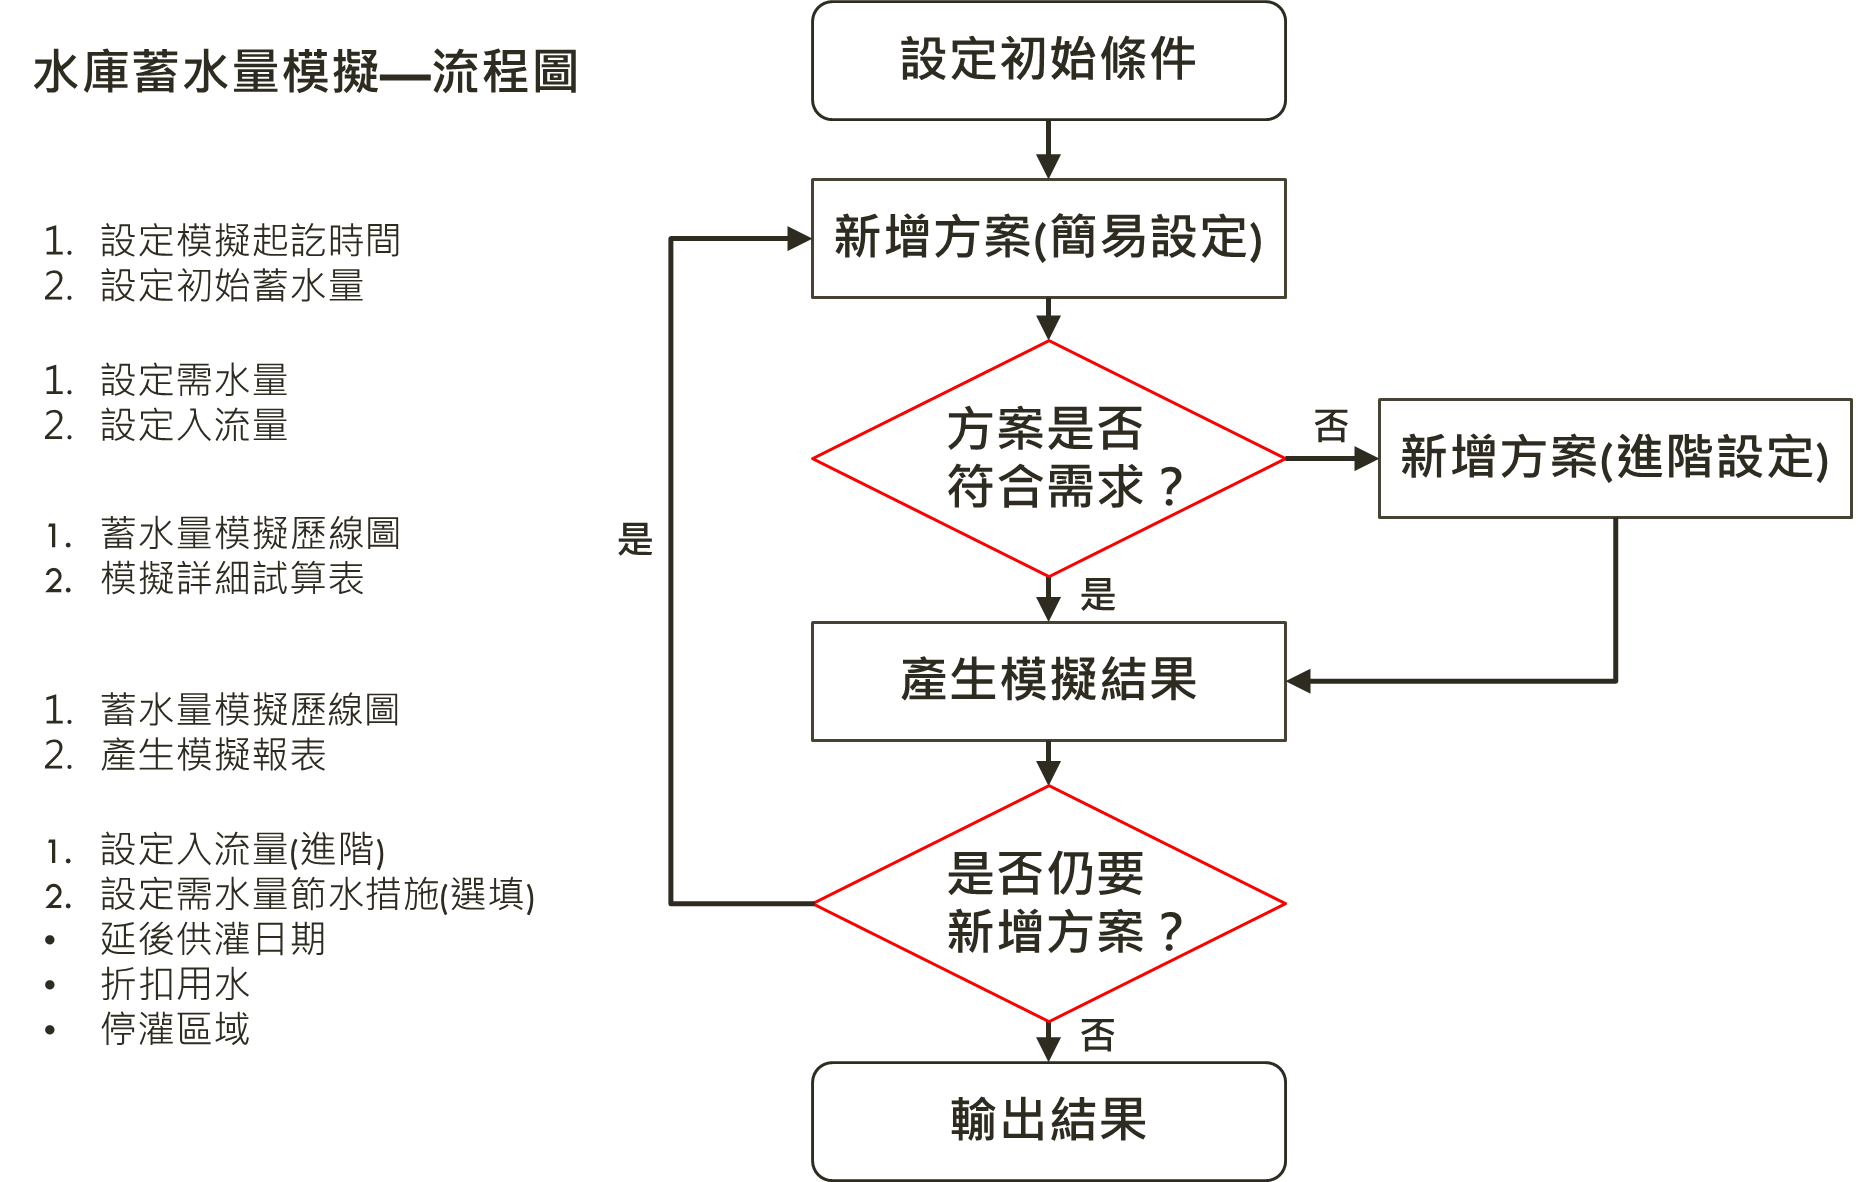 水庫蓄水量模擬—流程圖
1. 設定模擬起訖時間
2. 設定初始蓄水量
1. 設定需水量
2. 設定入流量
1. 蓄水量模擬歷線圖
2. 模擬詳細試算表
1. 蓄水量模擬歷線圖
2. 產生模擬報表
1. 設定入流量(進階)
2. 設定需水量節水措施(選填)
• 延後供灌日期
• 折扣用水
• 停灌區域
設定初始條件
新增方案(簡易設定)
方案是否
符合需求？
否
新增方案(進階設定)
是
是
產生模擬結果
是否仍要
新增方案？
否
輸出結果